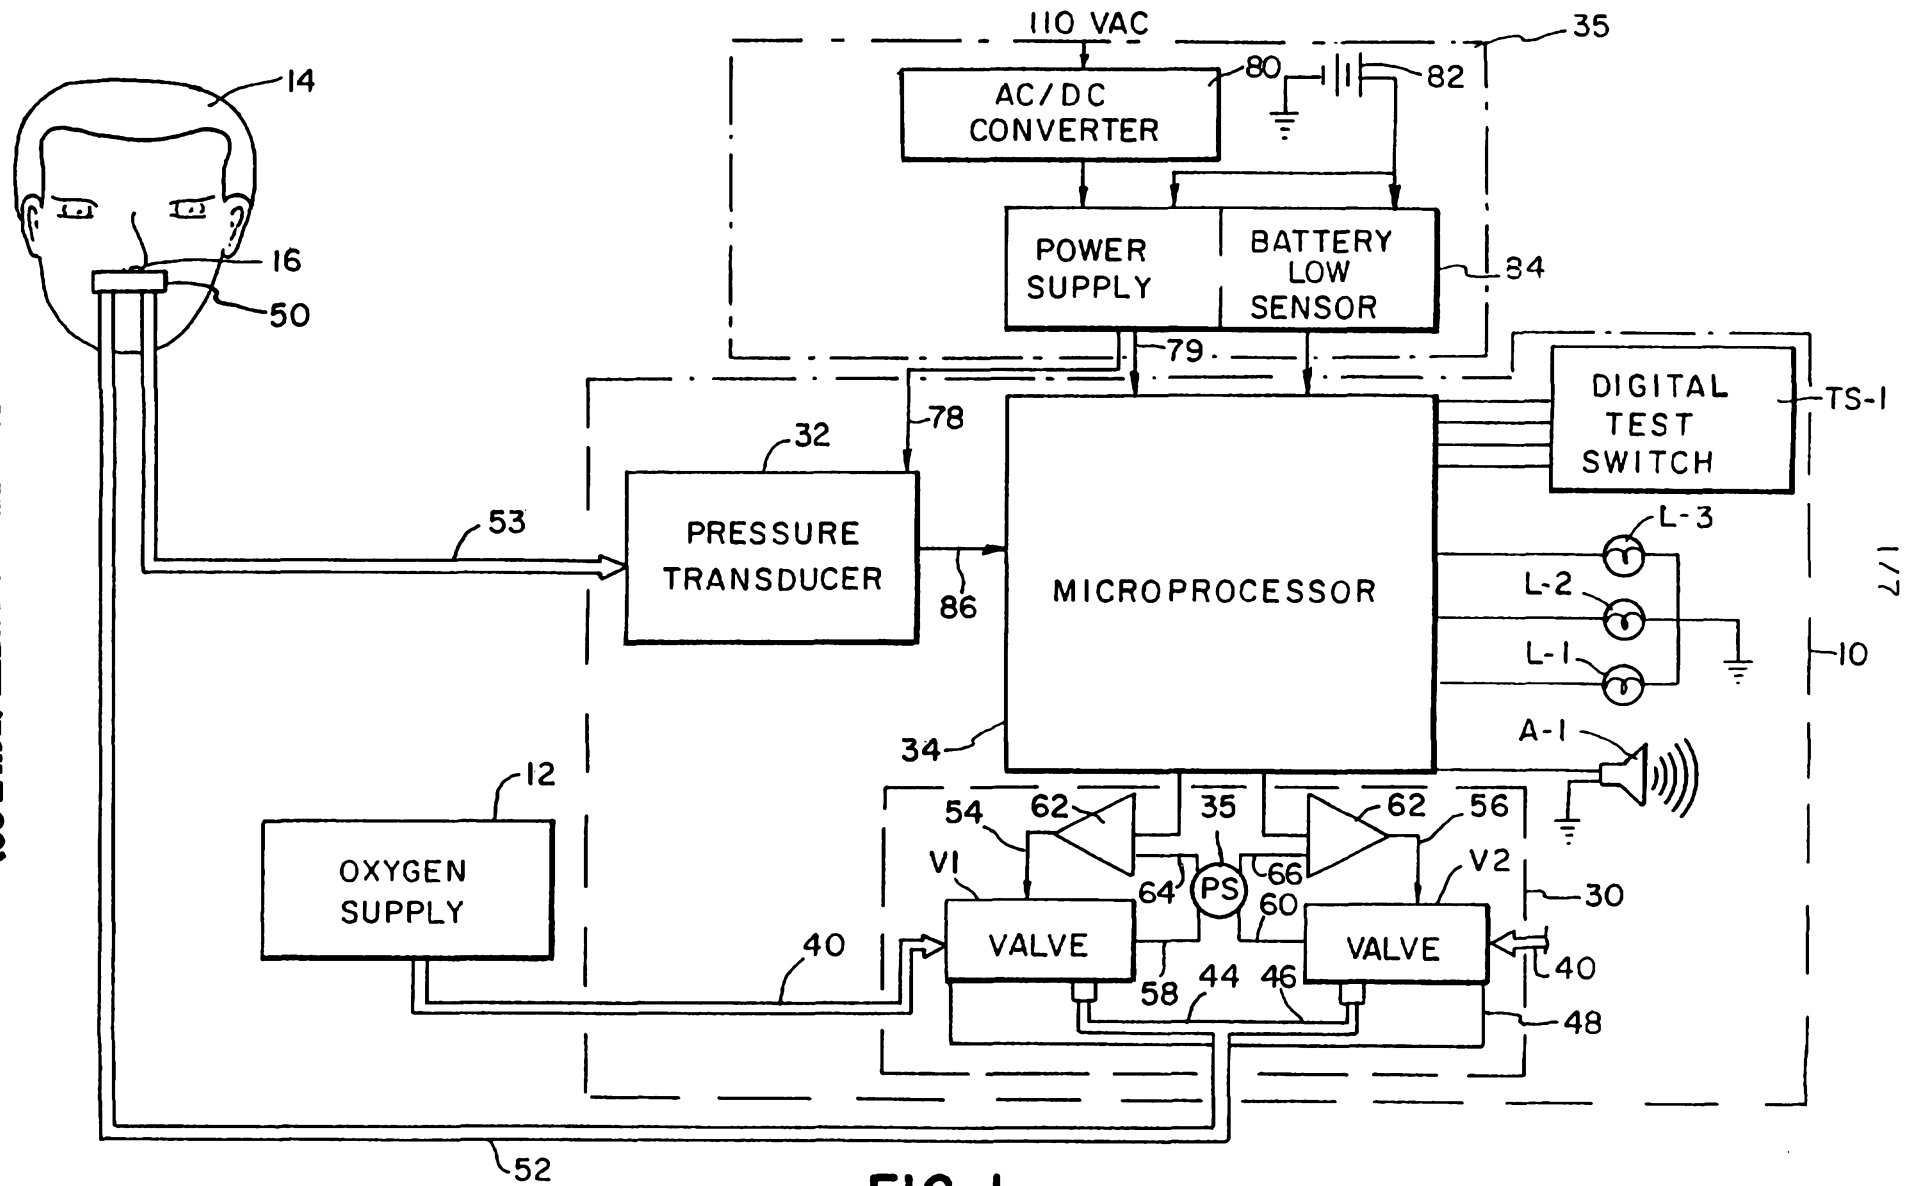 110 VAC
35
14
80
82
AC/DC
CONVERTER
16
50
POWER
SUPPLY
BATTERY
LOW
SENSOR
84
79
78
DIGITAL
TEST
SWITCH
TS-1
32
53
PRESSURE
TRANSDUCER
86
MICROPROCESSOR
L-3
L-2
L-1
1/7
10
34
A-1
12
OXYGEN
SUPPLY
54
62
35
62
56
V1
64
PS
66
V2
60
30
VALVE
VALVE
40
58
44
46
40
48
52
FIG. 1